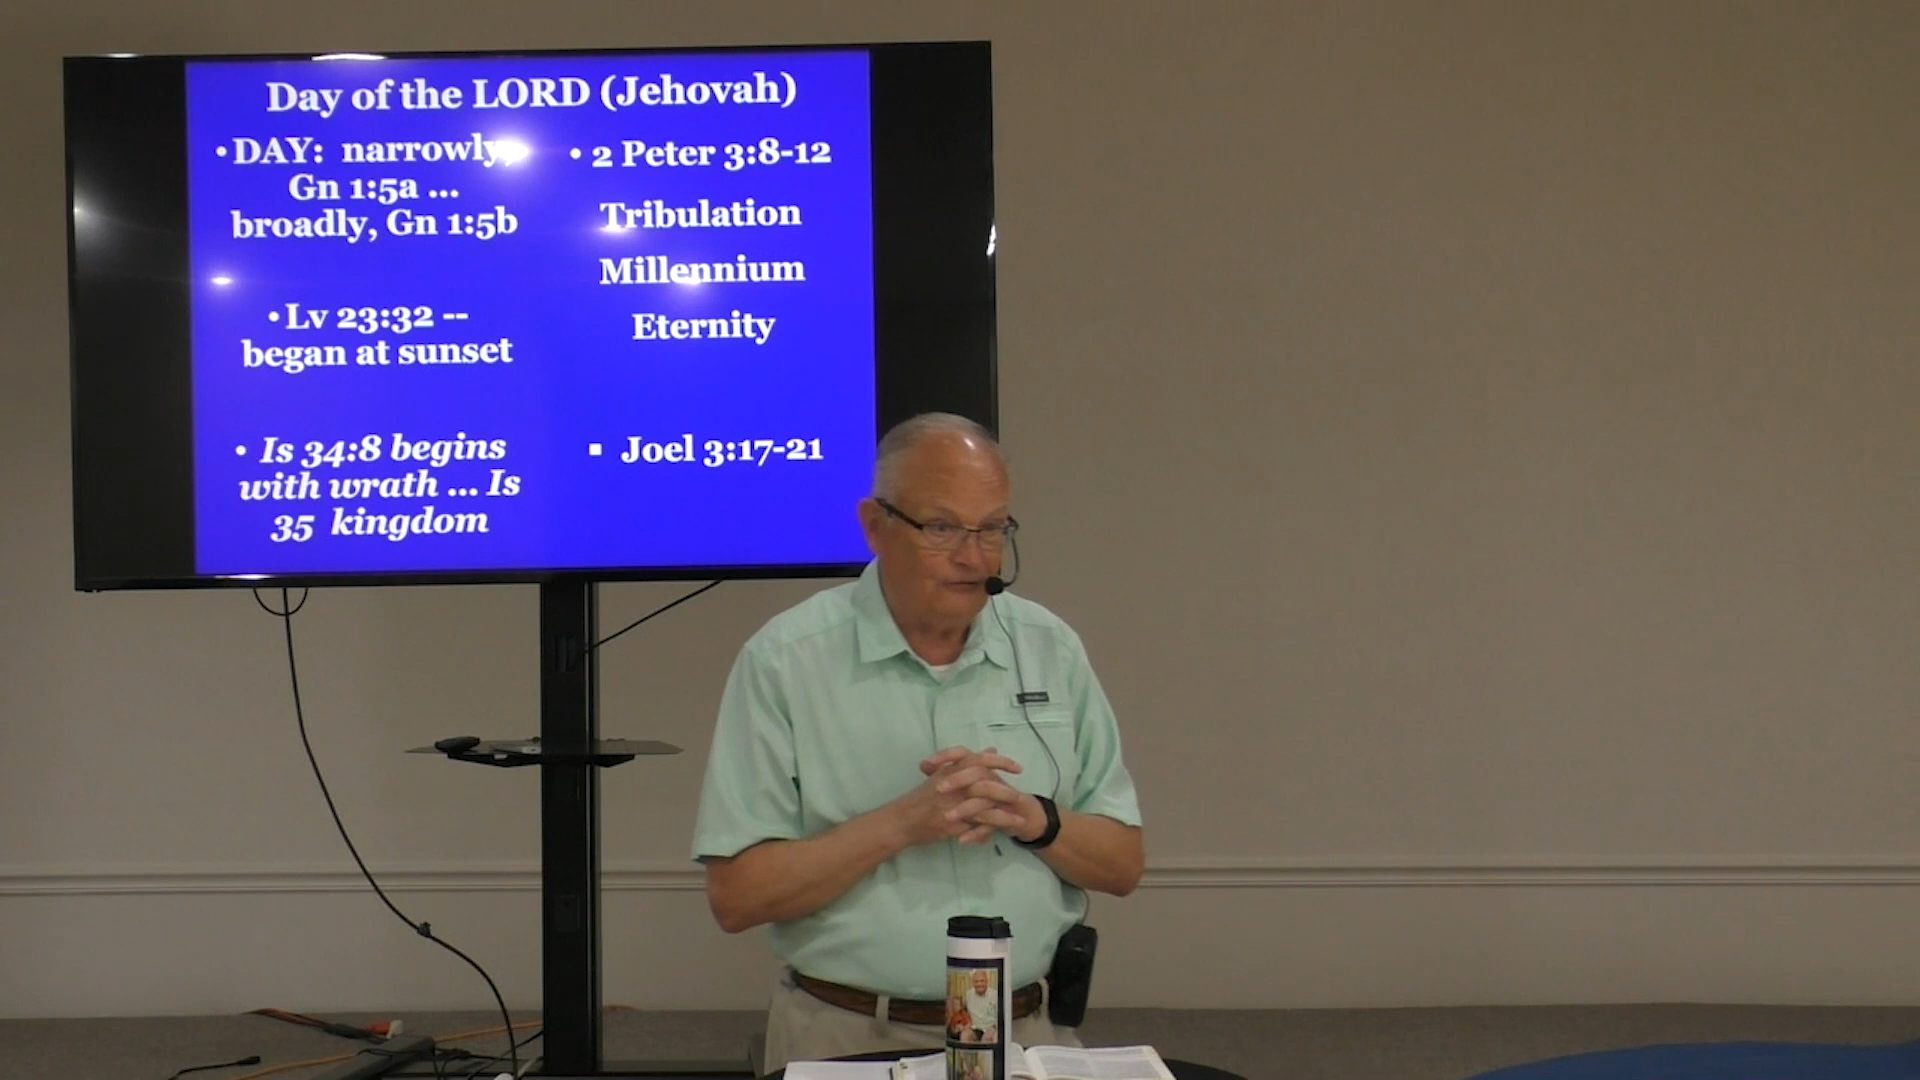 Day of the LORD (Jehovah)
• DAY: narrowly,
Gn 1:5a ...
broadly, Gn 1:5b
• Lv 23:32 --
began at sunset
• Is 34:8 begins
with wrath ... Is
35 kingdom
• 2 Peter 3:8-12
Tribulation
Millennium
Eternity
▪ Joel 3:17-21